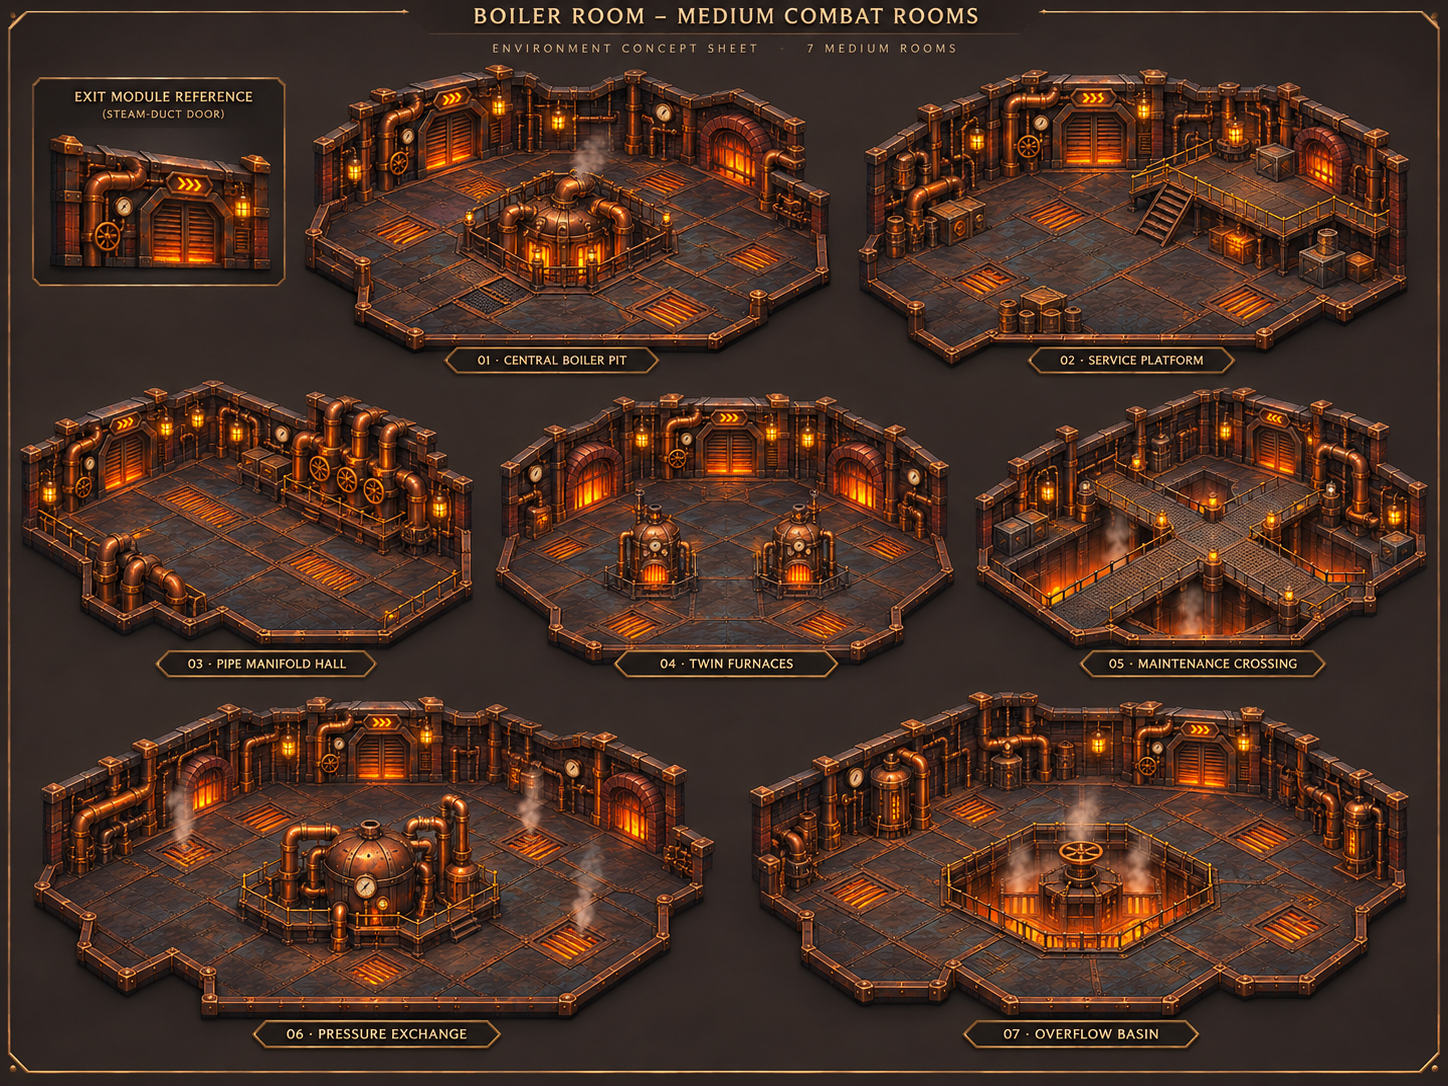 BOILER ROOM – MEDIUM COMBAT ROOMS
ENVIRONMENT CONCEPT SHEET · 7 MEDIUM ROOMS
EXIT MODULE REFERENCE
(STEAM-DUCT DOOR)
01 · CENTRAL BOILER PIT
02 · SERVICE PLATFORM
03 · PIPE MANIFOLD HALL
04 · TWIN FURNACES
05 · MAINTENANCE CROSSING
06 · PRESSURE EXCHANGE
07 · OVERFLOW BASIN